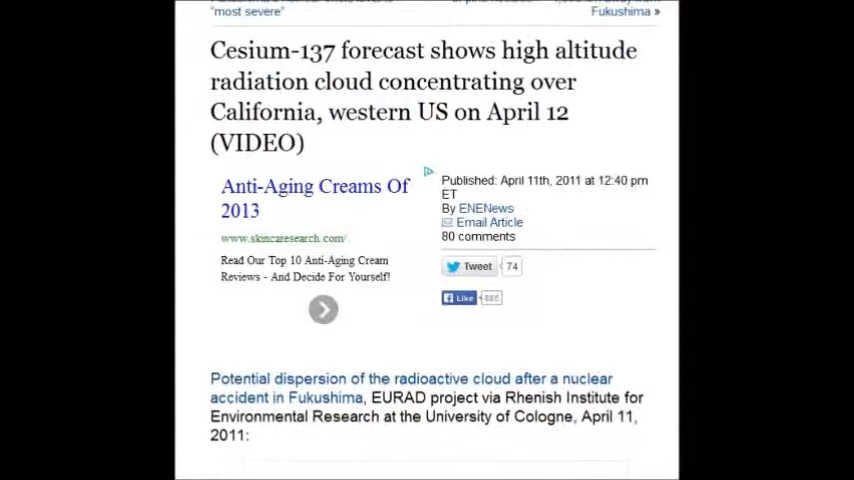 "most severe"
Fukushima »
Cesium-137 forecast shows high altitude
radiation cloud concentrating over
California, western US on April 12
(VIDEO)
Anti-Aging Creams Of
2013
www.skincaresearch.com/
Read Our Top 10 Anti-Aging Cream
Reviews - And Decide For Yourself!
Published: April 11th, 2011 at 12:40 pm
ET
By ENENews
Email Article
80 comments
Tweet 74
Like 885
Potential dispersion of the radioactive cloud after a nuclear
accident in Fukushima, EURAD project via Rhenish Institute for
Environmental Research at the University of Cologne, April 11,
2011: